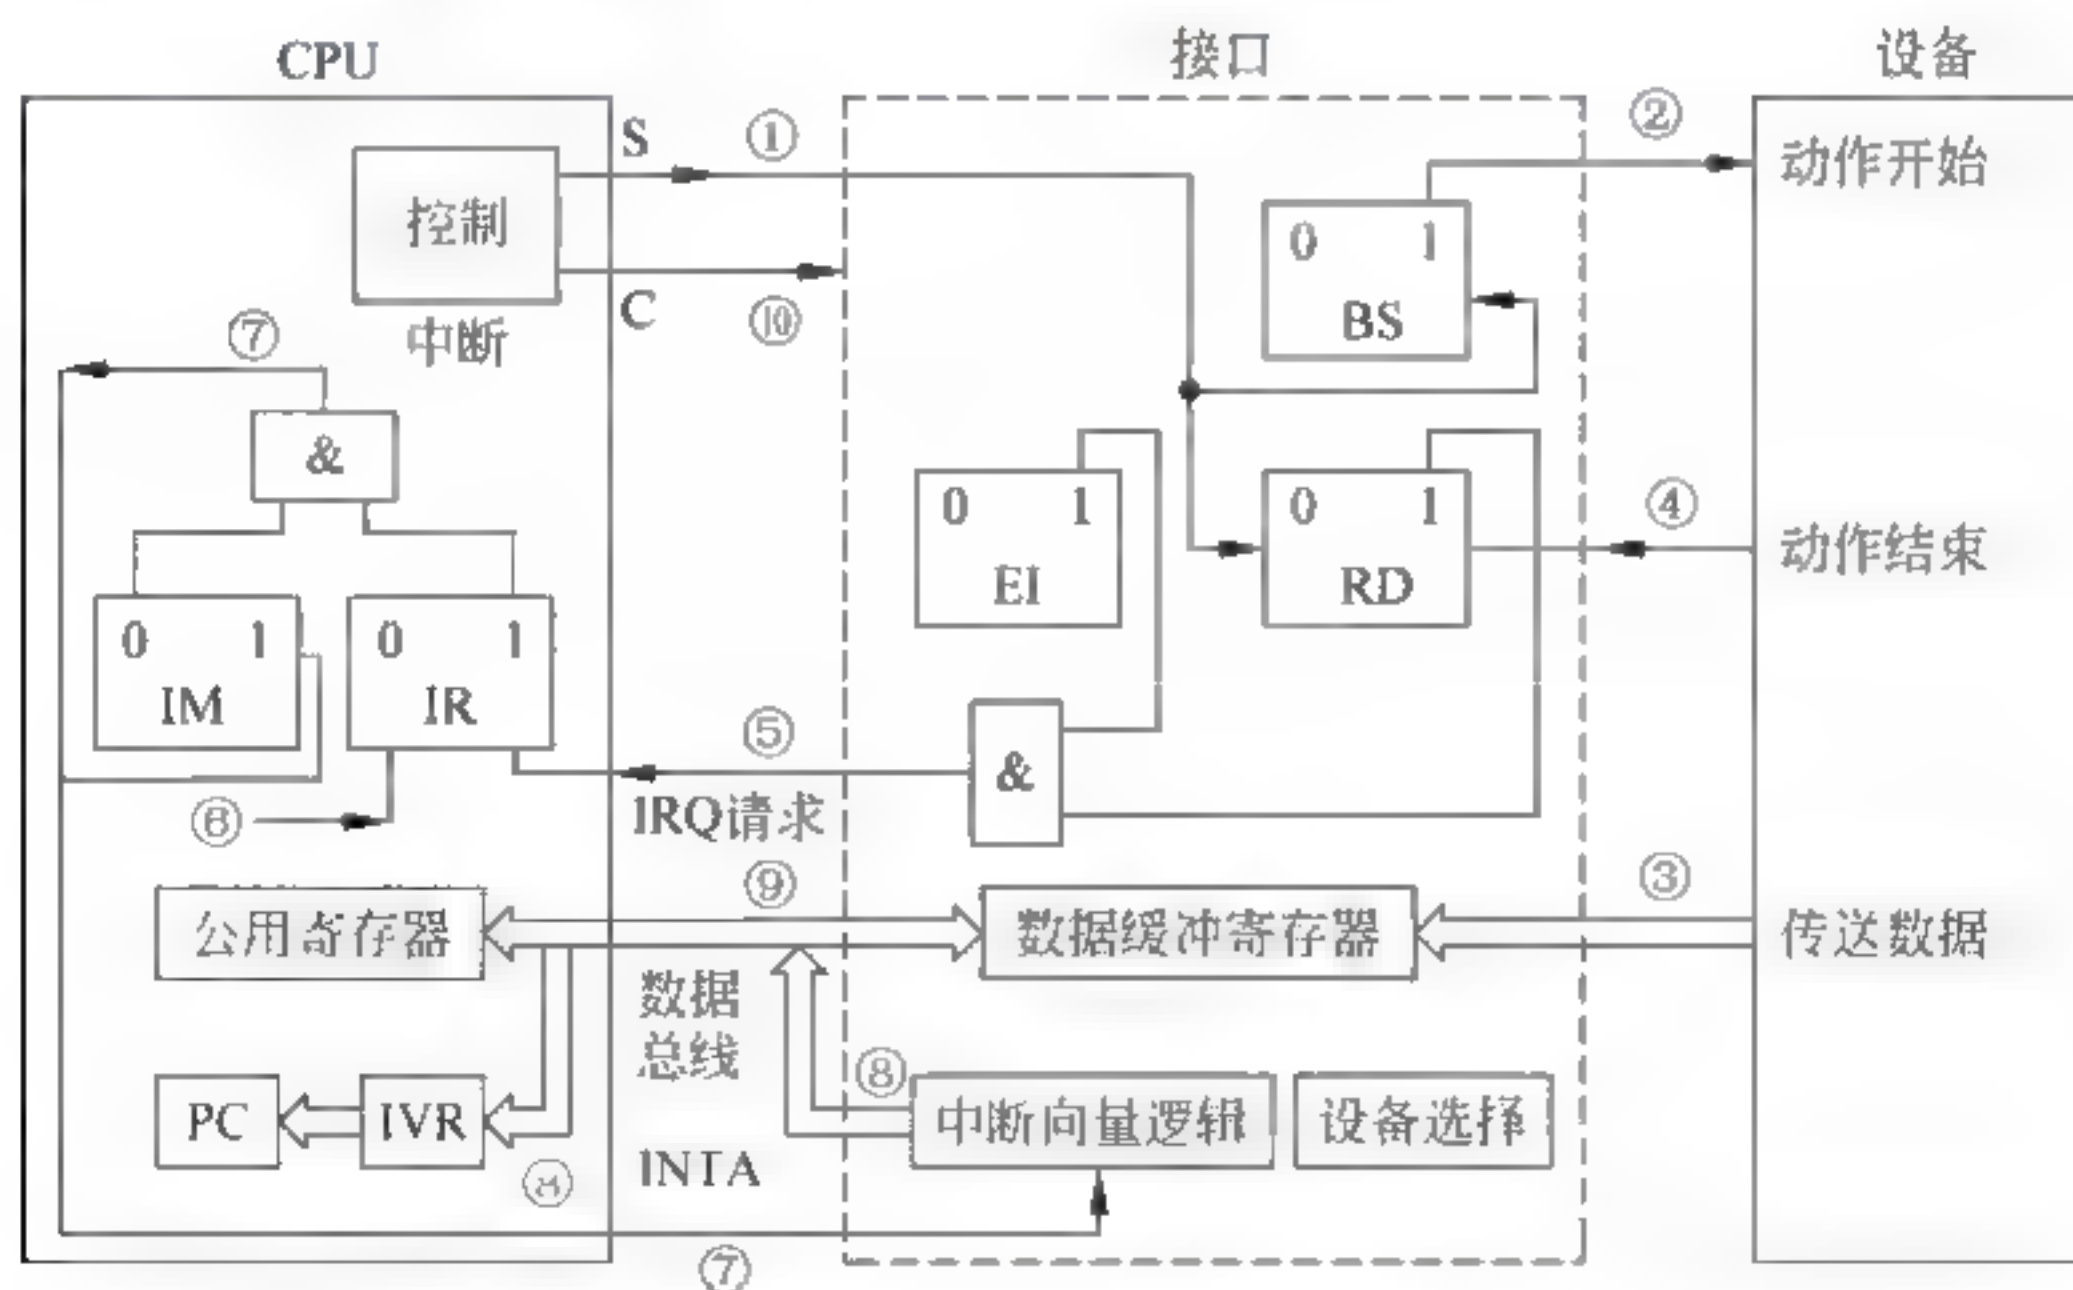 CPU
接口
设备
S
①
②
动作开始
控制
0 1
BS
C
⑩
中断
⑦
&
0 1
EI
0 1
RD
④
动作结束
0 1
IM
0 1
IR
⑤
&
⑥
IRQ请求
⑨
③
公用寄存器
数据缓冲寄存器
传送数据
数据
总线
⑧
PC
IVR
中断向量逻辑
设备选择
⑧
INTA
⑦